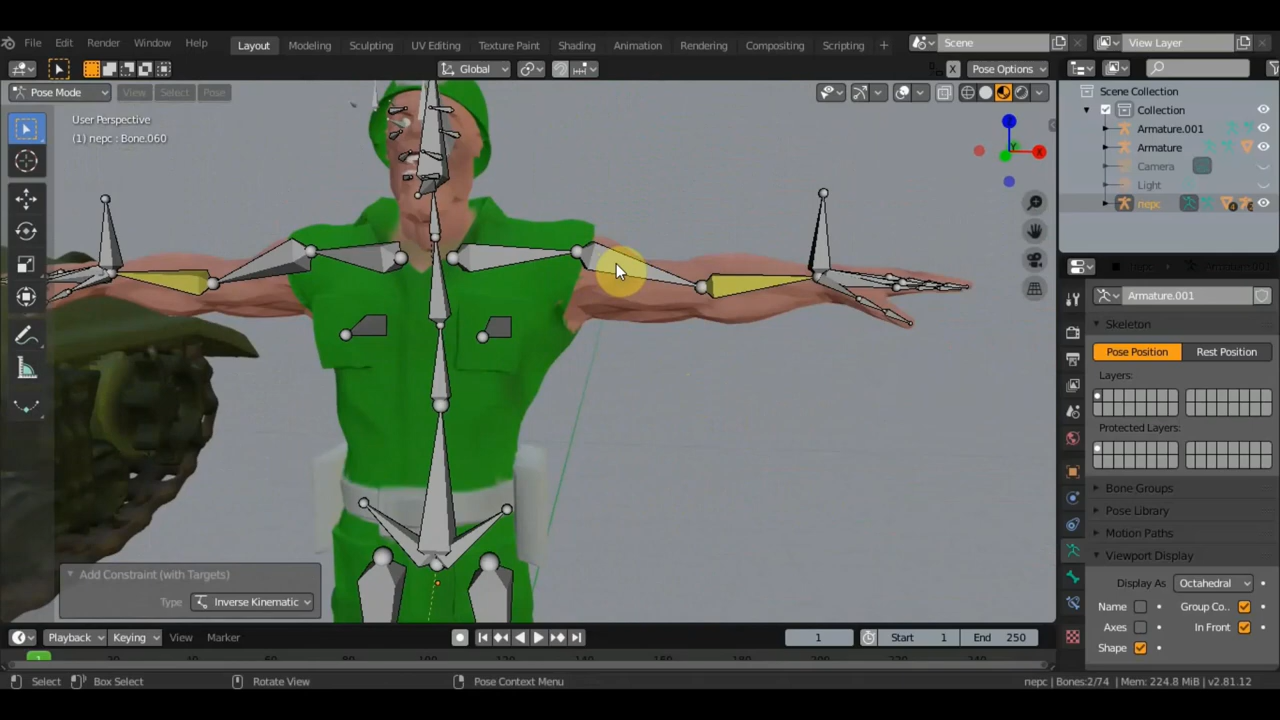 File Edit Render Window Help Layout Modeling Sculpting UV Editing Texture Paint Shading Animation Rendering Compositing Scripting + Scene View Layer
Global X Pose Options
Pose Mode View Select Pose
User Perspective
(1) nepc : Bone.060
Scene Collection
Collection
Armature.001
Armature
Camera
Light
nepc
Armature.001
Skeleton
Pose Position Rest Position
Layers:
Protected Layers:
Bone Groups
Pose Library
Motion Paths
Viewport Display
Display As Octahedral
Name Group Co..
Axes In Front
Shape
Add Constraint (with Targets)
Type Inverse Kinematic
Playback Keying View Marker 1 Start 1 End 250
1
Select Box Select Rotate View Pose Context Menu nepc | Bones:2/74 | Mem: 224.8 MiB | v2.81.12